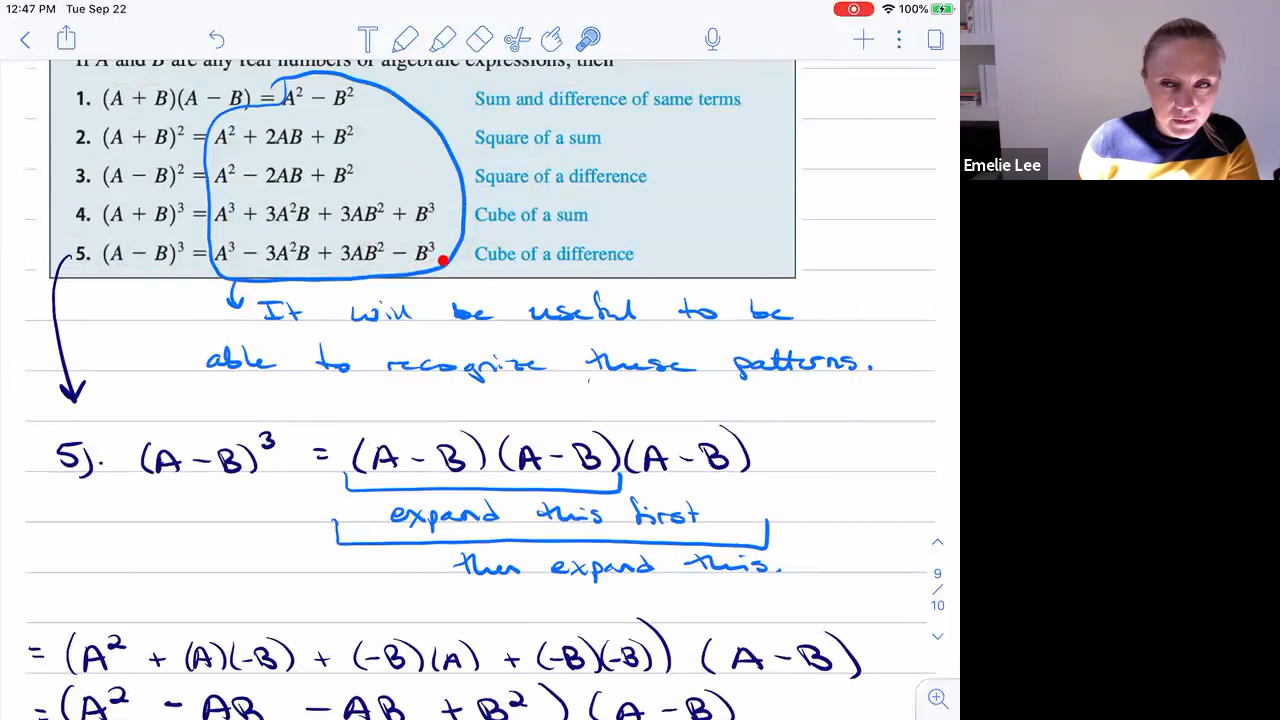 12:47 PM Tue Sep 22
100%
If A and B are any real numbers or algebraic expressions, then
1. (A + B)(A − B) = A² − B² Sum and difference of same terms
2. (A + B)² = A² + 2AB + B² Square of a sum
3. (A − B)² = A² − 2AB + B² Square of a difference
4. (A + B)³ = A³ + 3A²B + 3AB² + B³ Cube of a sum
5. (A − B)³ = A³ − 3A²B + 3AB² − B³ Cube of a difference
It will be useful to be
able to recognize these patterns.
5). (A − B)³ = (A − B)(A − B)(A − B)
expand this first
then expand this.
= (A² + (A)(−B) + (−B)(A) + (−B)(−B)) (A − B)
= (A² − AB − AB + B²)(A − B)
9
/
10
Emelie Lee